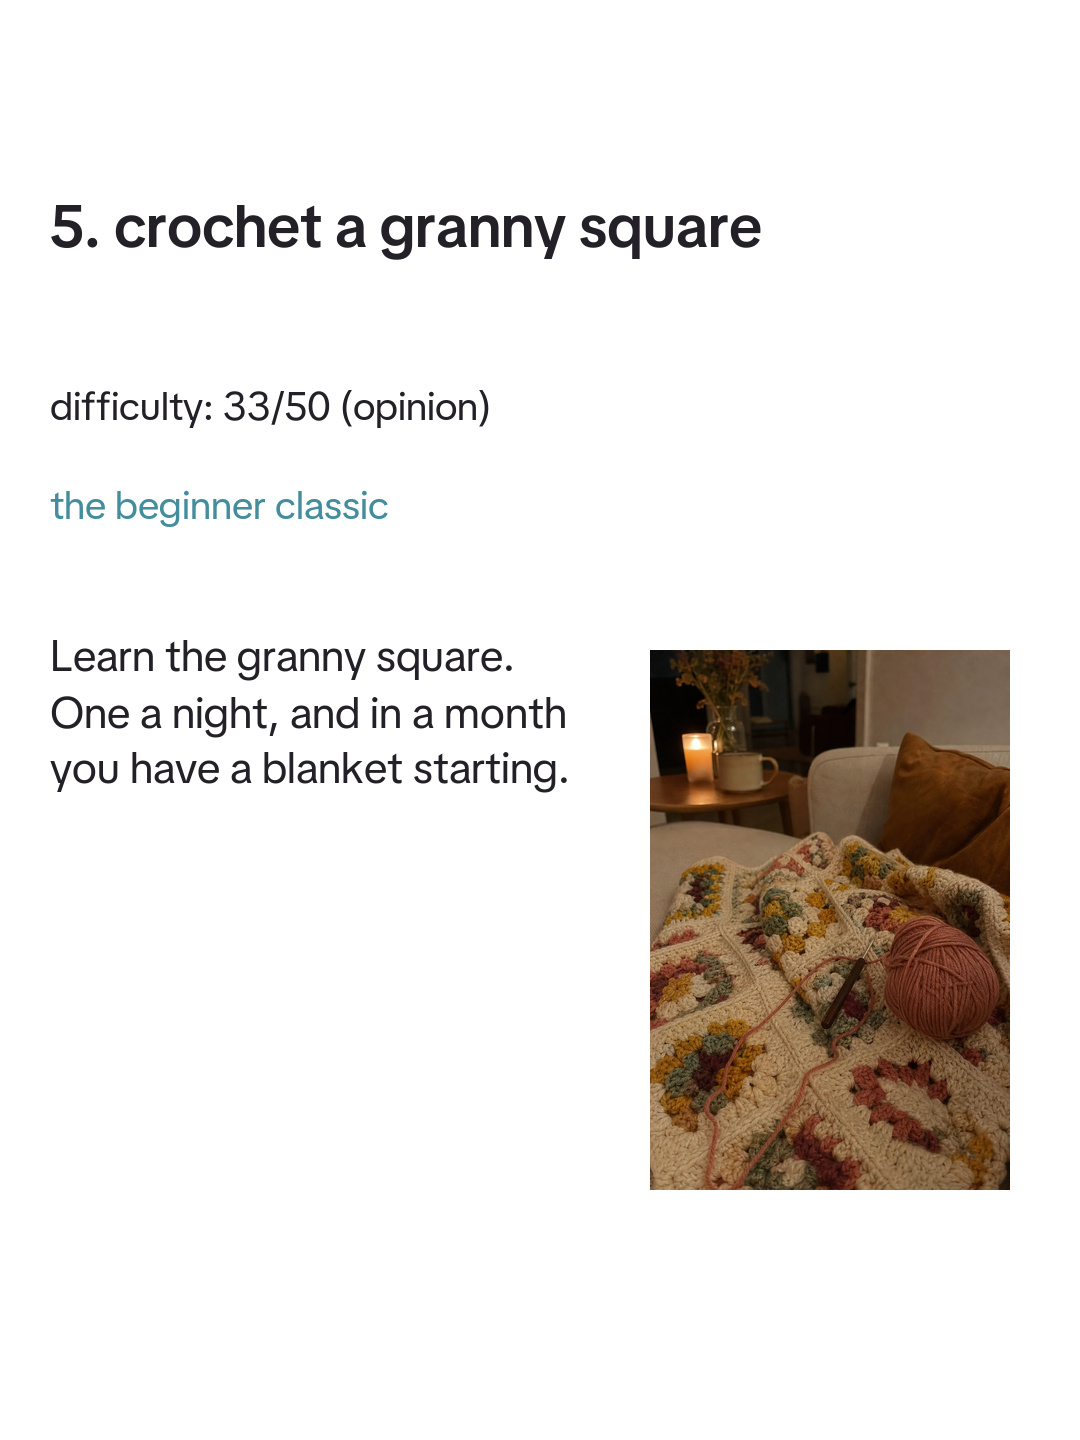 5. crochet a granny square
difficulty: 33/50 (opinion)
the beginner classic
Learn the granny square.
One a night, and in a month
you have a blanket starting.